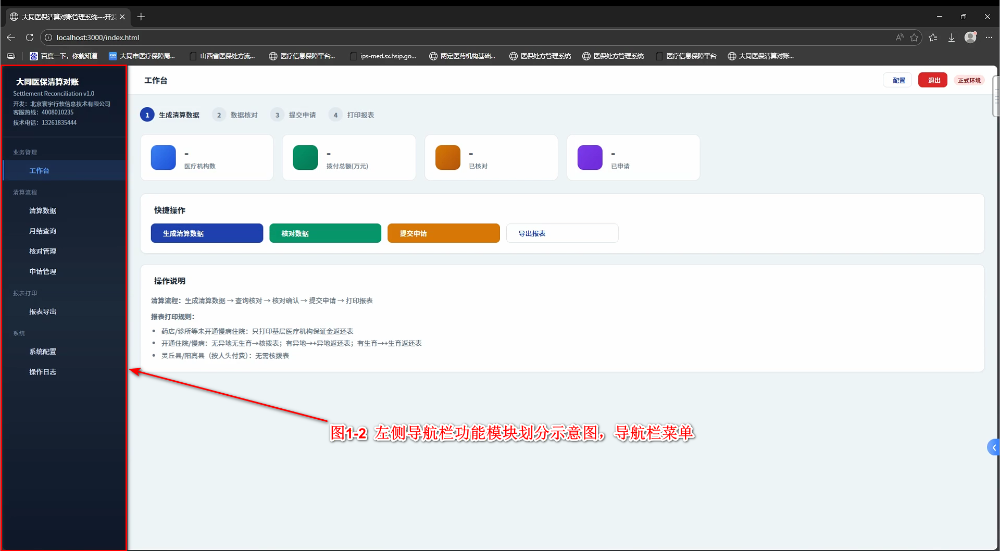 大同医保清算对账管理系统---开发
localhost:3000/index.html
百度一下，你就知道
大同市医疗保障局...
山西省医保处方流...
医疗信息保障平台...
ips-med.sx.hsip.go...
两定医药机构基础...
医保处方管理系统
医保处方管理系统
医疗信息保障平台
大同医保清算对账...
大同医保清算对账
Settlement Reconciliation v1.0
开发：北京寰宇行软信息技术有限公司
客服热线：4008010235
技术电话：13261835444
业务管理
工作台
清算流程
清算数据
月结查询
核对管理
申请管理
报表打印
报表导出
系统
系统配置
操作日志
工作台
配置
退出
正式环境
1 生成清算数据
2 数据核对
3 提交申请
4 打印报表
-
医疗机构数
-
拨付总额(万元)
-
已核对
-
已申请
快捷操作
生成清算数据
核对数据
提交申请
导出报表
操作说明
清算流程：生成清算数据→查询核对→核对确认→提交申请→打印报表
报表打印规则：
• 药店/诊所等未开通慢病住院：只打印基层医疗机构保证金返还表
• 开通住院/慢病：无异地无生育→核拨表；有异地→+异地返还表；有生育→+生育返还表
• 灵丘县/阳高县（按人头付费）：无需核拨表
图1-2 左侧导航栏功能模块划分示意图，导航栏菜单